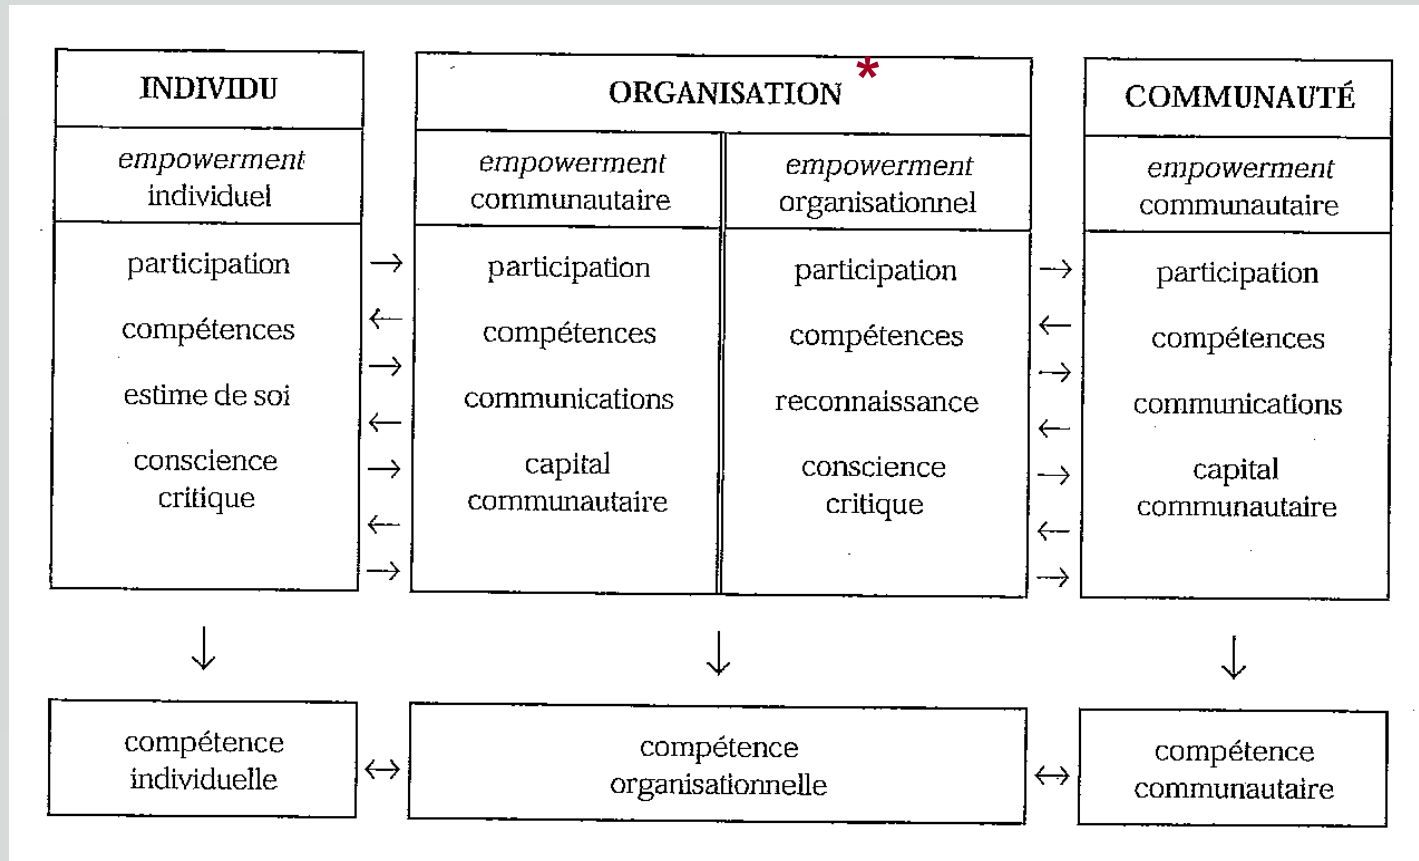 INDIVIDU
empowerment
individuel
participation
compétences
estime de soi
conscience
critique
ORGANISATION *
empowerment
communautaire
participation
compétences
communications
capital
communautaire
empowerment
organisationnel
participation
compétences
reconnaissance
conscience
critique
COMMUNAUTÉ
empowerment
communautaire
participation
compétences
communications
capital
communautaire
compétence
individuelle
compétence
organisationnelle
compétence
communautaire